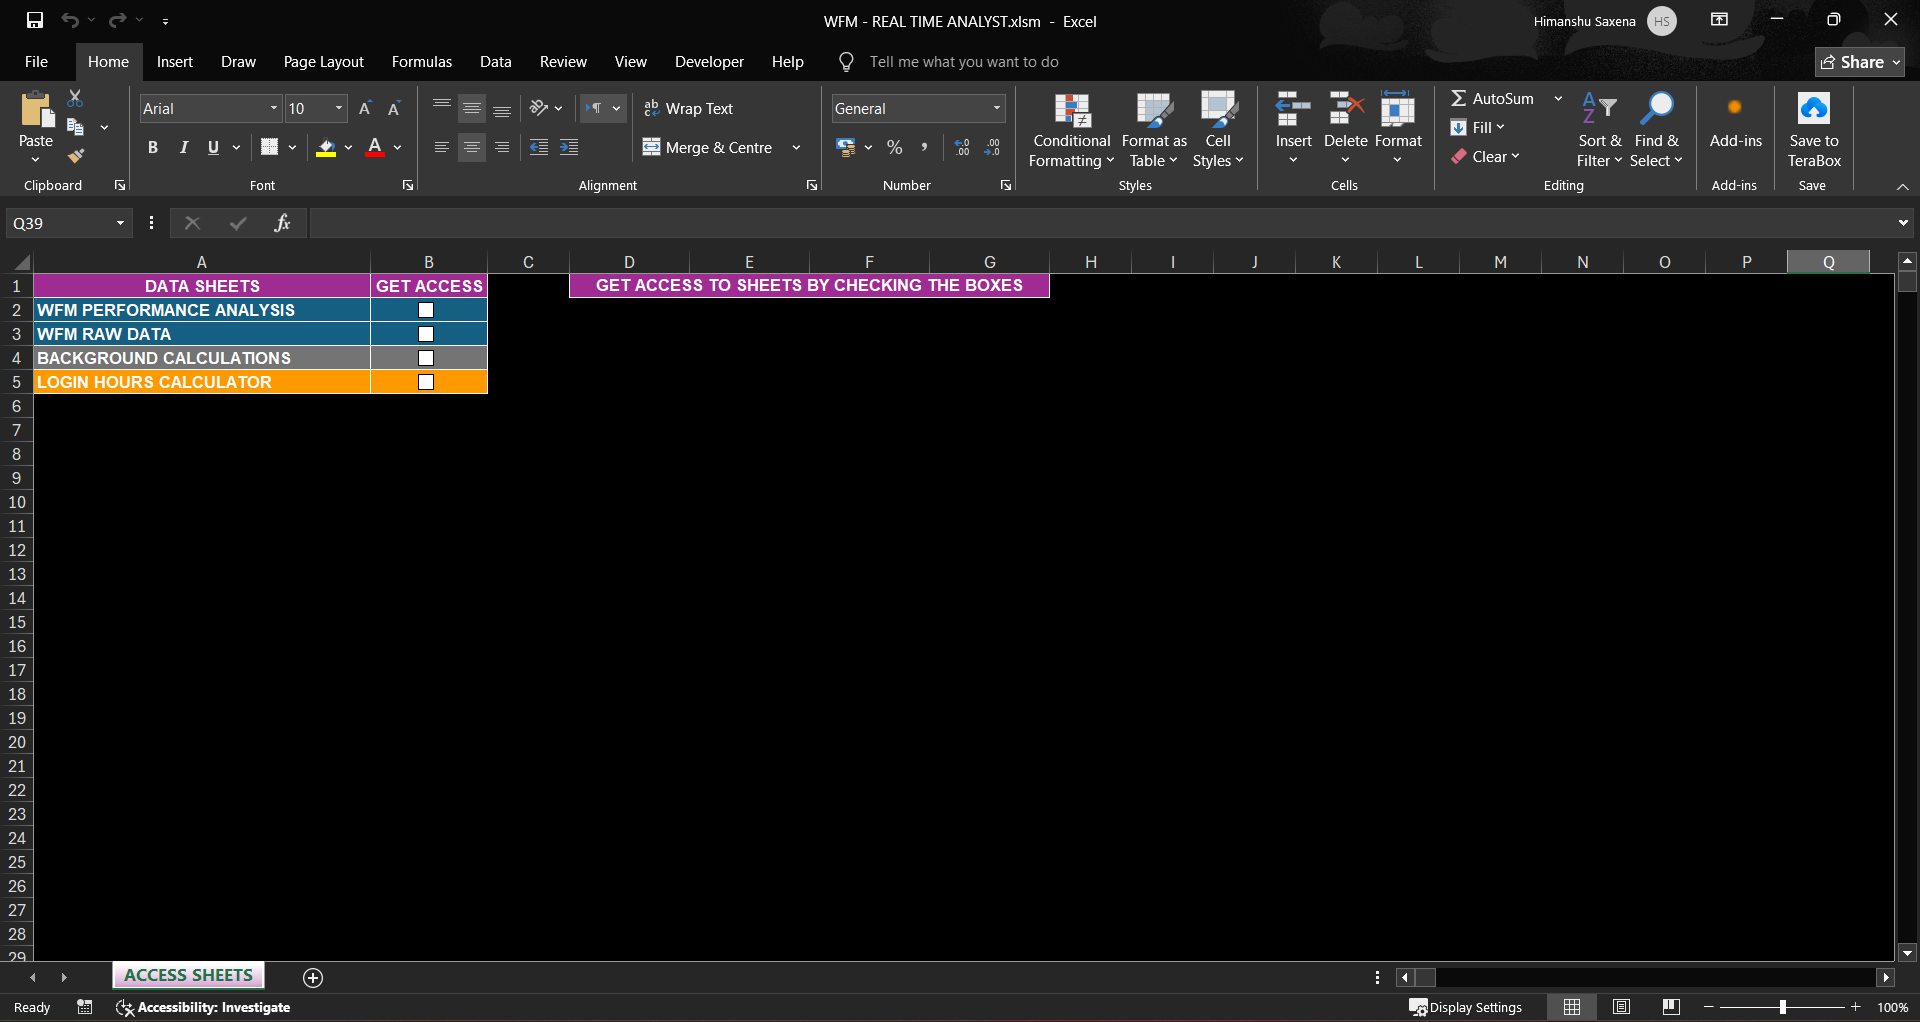 WFM - REAL TIME ANALYST.xlsm - Excel
Himanshu Saxena HS
File Home Insert Draw Page Layout Formulas Data Review View Developer Help Tell me what you want to do Share
Paste
Clipboard
Arial 10
B I U A
Font
ab Wrap Text
Merge & Centre
Alignment
General
% , .00 .00
Number
Conditional Formatting
Format as Table
Cell Styles
Styles
Insert Delete Format
Cells
AutoSum
Fill
Clear
Sort & Filter
Find & Select
Editing
Add-ins
Add-ins
Save to TeraBox
Save
Q39 fx
A B C D E F G H I J K L M N O P Q
1 DATA SHEETS GET ACCESS GET ACCESS TO SHEETS BY CHECKING THE BOXES
2 WFM PERFORMANCE ANALYSIS
3 WFM RAW DATA
4 BACKGROUND CALCULATIONS
5 LOGIN HOURS CALCULATOR
6
7
8
9
10
11
12
13
14
15
16
17
18
19
20
21
22
23
24
25
26
27
28
29
ACCESS SHEETS
Ready Accessibility: Investigate Display Settings 100%